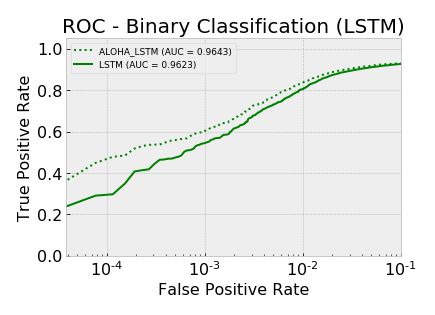 ROC - Binary Classification (LSTM)
ALOHA_LSTM (AUC = 0.9643)
LSTM (AUC = 0.9623)
True Positive Rate
1.0
0.8
0.6
0.4
0.2
0.0
10⁻⁴
10⁻³
10⁻²
10⁻¹
False Positive Rate